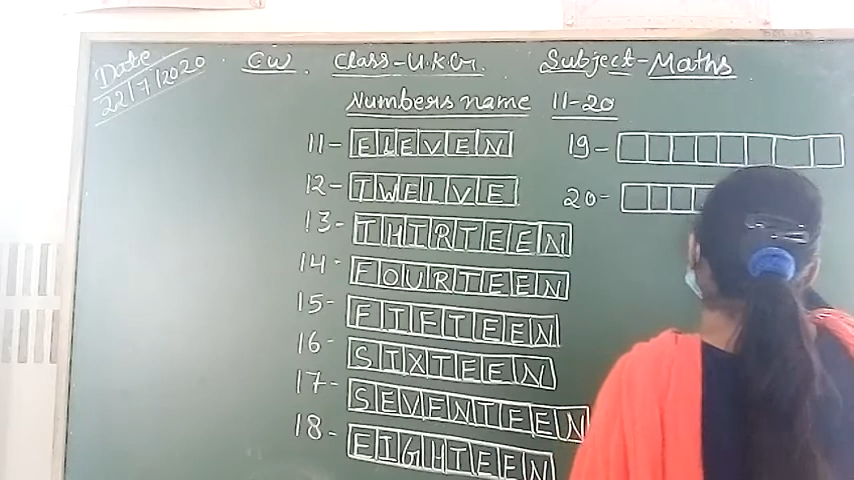 Date
22/7/2020
C.W. Class-U.K.G. Subject-Maths
Numbers name 11-20
11- ELEVEN
12- TWELVE
13- THIRTEEN
14- FOURTEEN
15- FIFTEEN
16- SIXTEEN
17- SEVENTEEN
18- EIGHTEEN
19-
20-